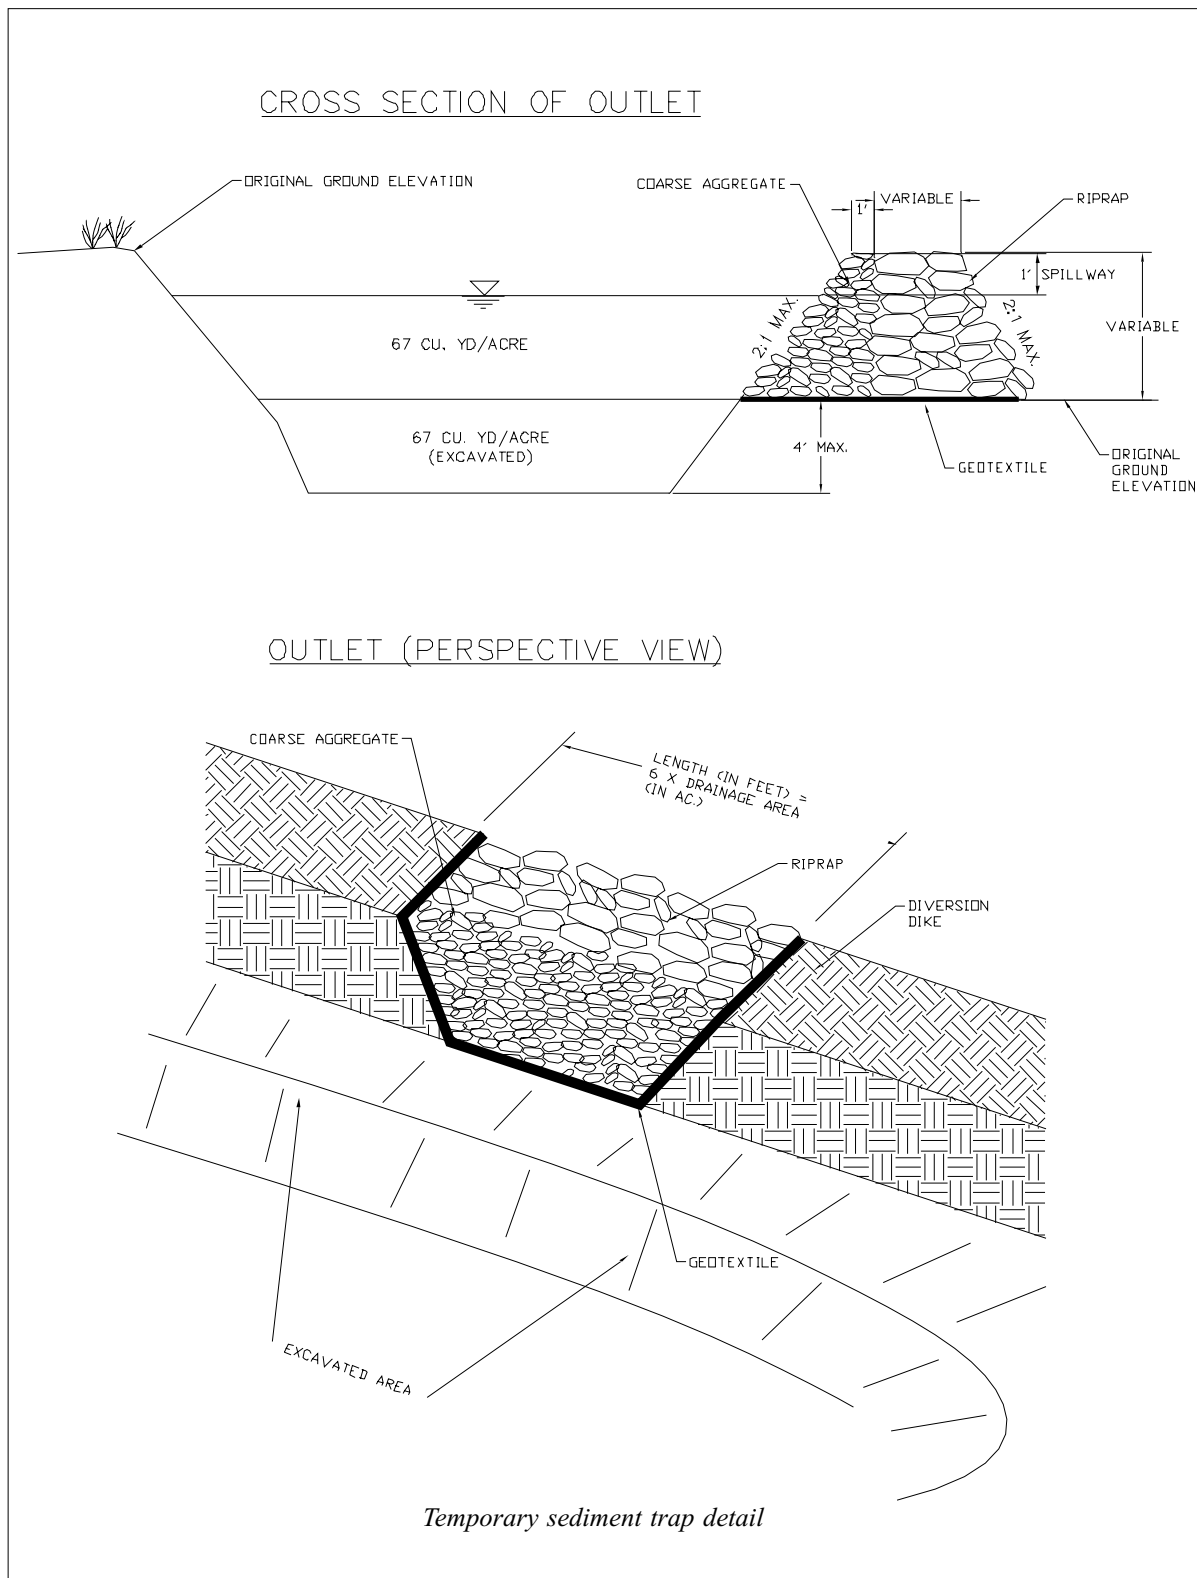 CROSS SECTION OF OUTLET
ORIGINAL GROUND ELEVATION
COARSE AGGREGATE
VARIABLE
RIPRAP
1'
1' SPILLWAY
2:1 MAX.
2:1 MAX.
VARIABLE
67 CU. YD/ACRE
67 CU. YD/ACRE
(EXCAVATED)
4' MAX.
GEOTEXTILE
ORIGINAL
GROUND
ELEVATION
OUTLET (PERSPECTIVE VIEW)
COARSE AGGREGATE
LENGTH (IN FEET) =
6 X DRAINAGE AREA
(IN AC.)
RIPRAP
DIVERSION
DIKE
GEOTEXTILE
EXCAVATED AREA
Temporary sediment trap detail